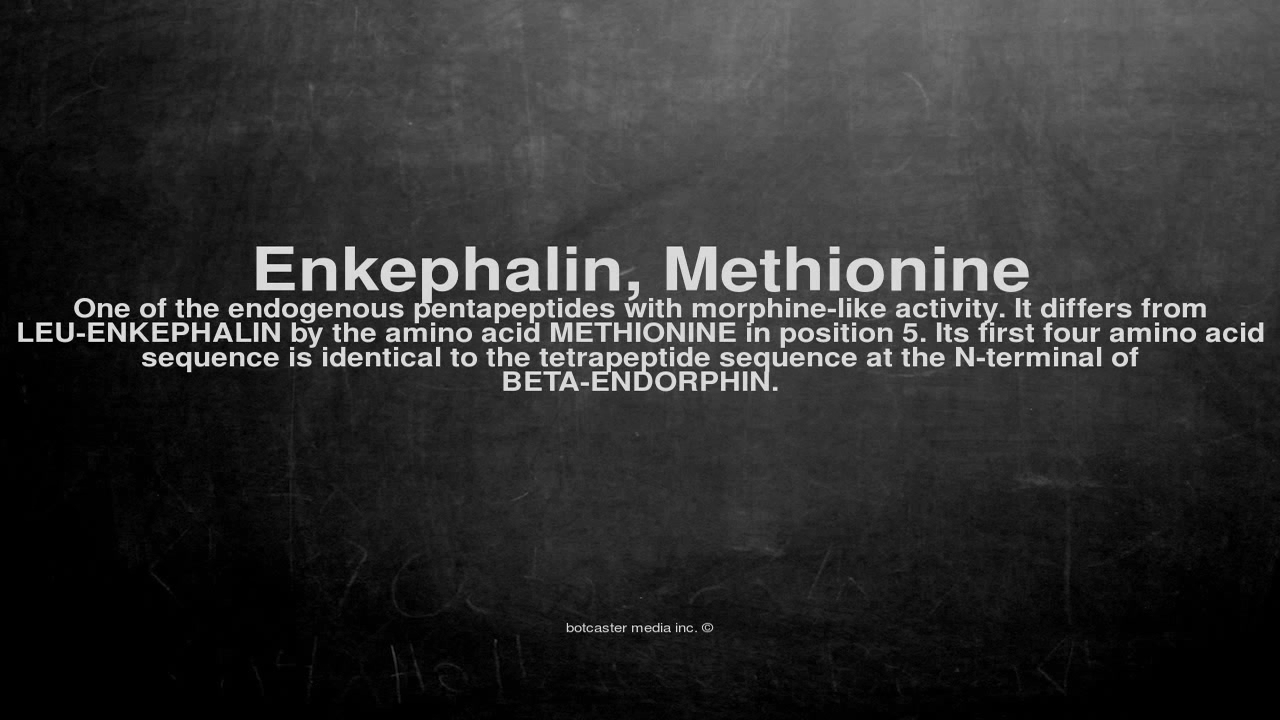 Enkephalin, Methionine
One of the endogenous pentapeptides with morphine-like activity. It differs from
LEU-ENKEPHALIN by the amino acid METHIONINE in position 5. Its first four amino acid
sequence is identical to the tetrapeptide sequence at the N-terminal of
BETA-ENDORPHIN.
botcaster media inc. ©